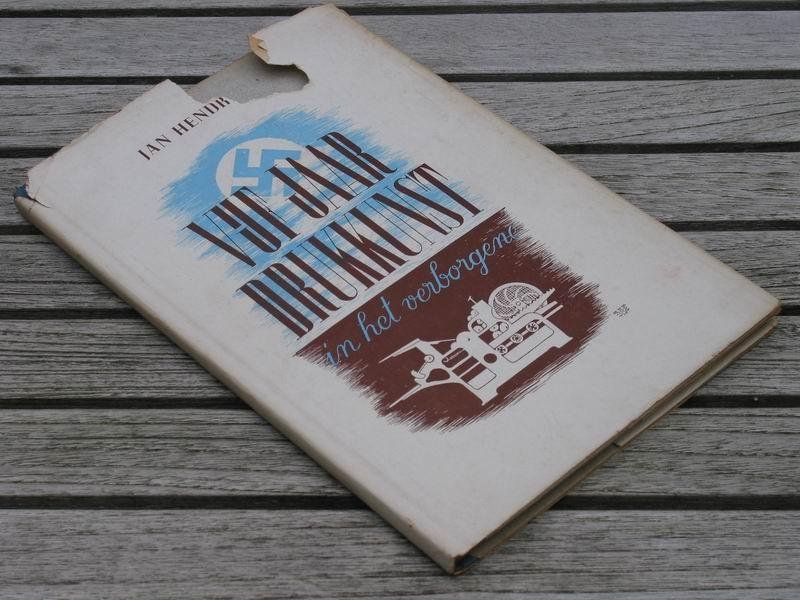 JAN HENDR
VIJF JAAR
DRUKKUNST
in het verborgene